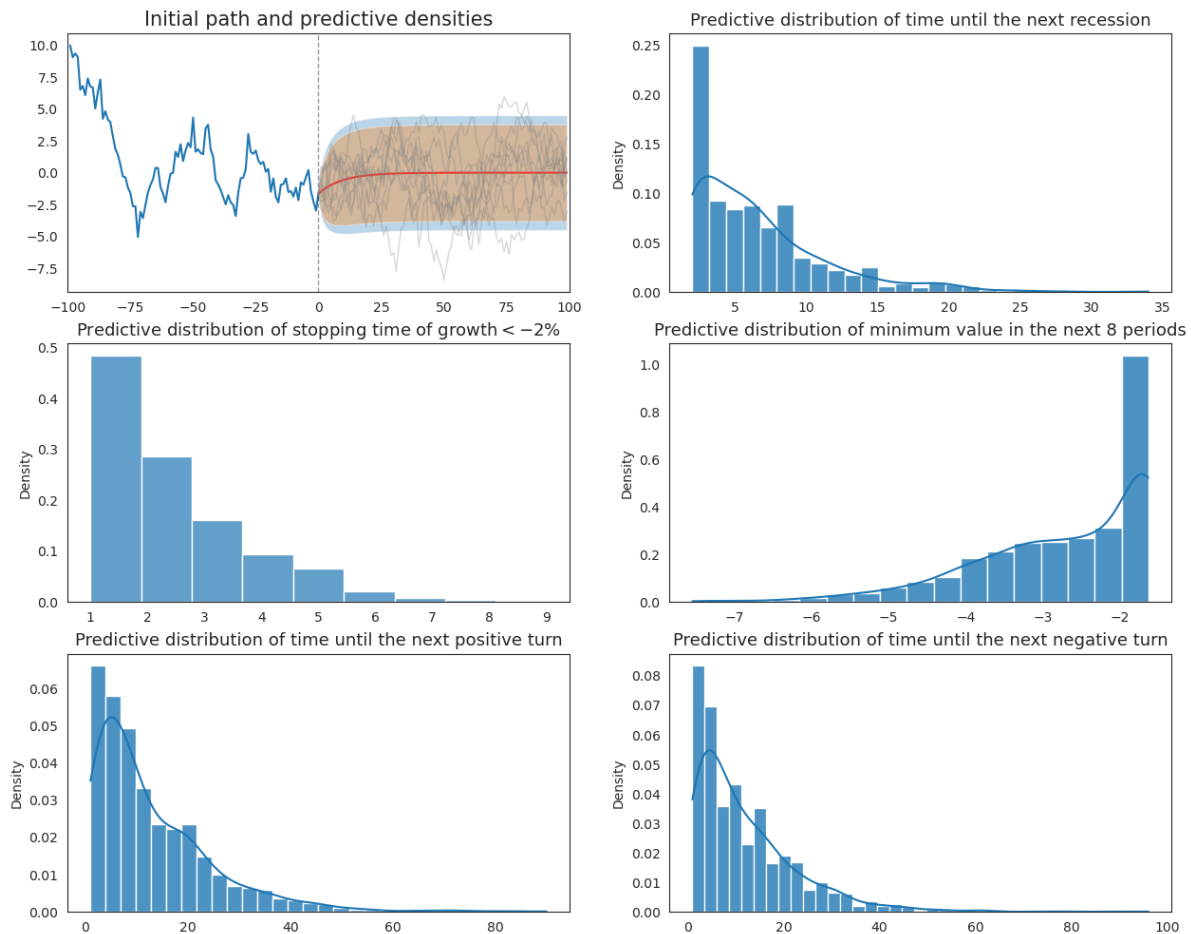 Initial path and predictive densities
10.0
7.5
5.0
2.5
0.0
−2.5
−5.0
−7.5
−100 −75 −50 −25 0 25 50 75 100
Predictive distribution of time until the next recession
Density
0.25
0.20
0.15
0.10
0.05
0.00
5 10 15 20 25 30 35
Predictive distribution of stopping time of growth < −2%
Density
0.5
0.4
0.3
0.2
0.1
0.0
1 2 3 4 5 6 7 8 9
Predictive distribution of minimum value in the next 8 periods
Density
1.0
0.8
0.6
0.4
0.2
0.0
−7 −6 −5 −4 −3 −2
Predictive distribution of time until the next positive turn
Density
0.06
0.05
0.04
0.03
0.02
0.01
0.00
0 20 40 60 80
Predictive distribution of time until the next negative turn
Density
0.08
0.07
0.06
0.05
0.04
0.03
0.02
0.01
0.00
0 20 40 60 80 100